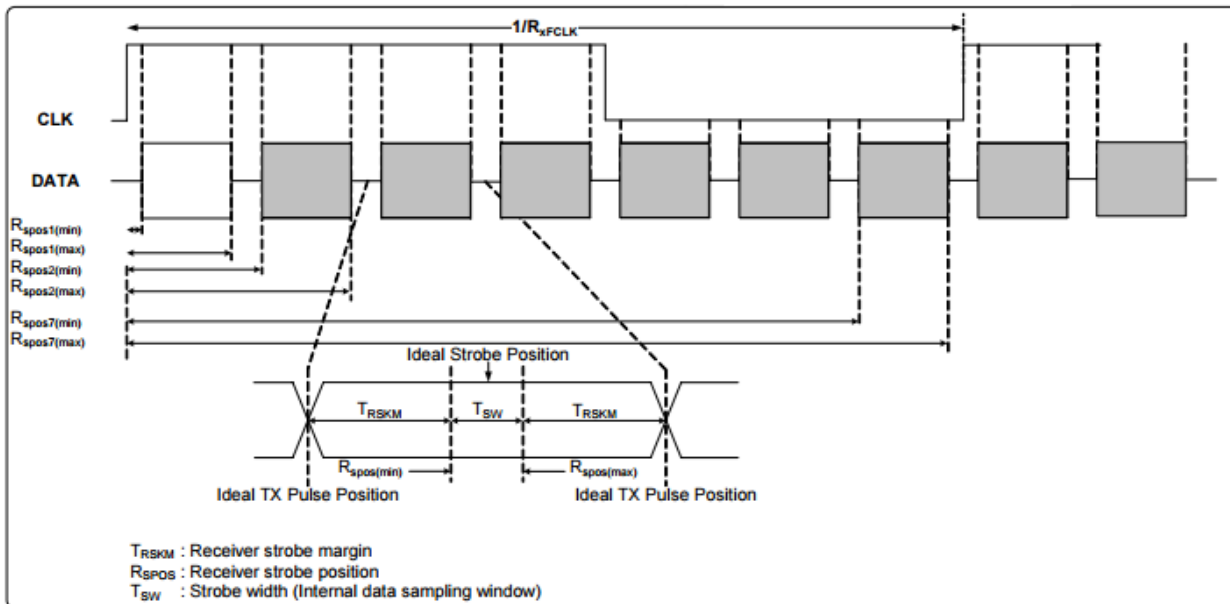 1/RxFCLK
CLK
DATA
Rspos1(min)
Rspos1(max)
Rspos2(min)
Rspos2(max)
Rspos7(min)
Rspos7(max)
Ideal Strobe Position
TRSKM TSW TRSKM
Rspos(min) Rspos(max)
Ideal TX Pulse Position Ideal TX Pulse Position
TRSKM : Receiver strobe margin
RSPOS : Receiver strobe position
TSW : Strobe width (Internal data sampling window)